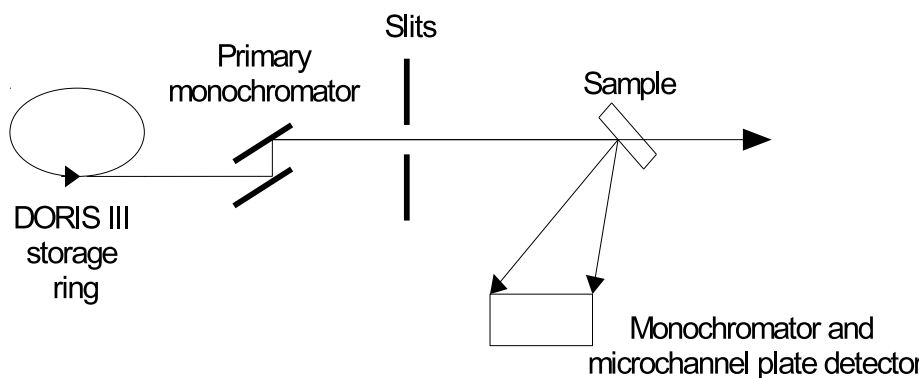 Slits
Primary
monochromator
Sample
DORIS III
storage
ring
Monochromator and
microchannel plate detector